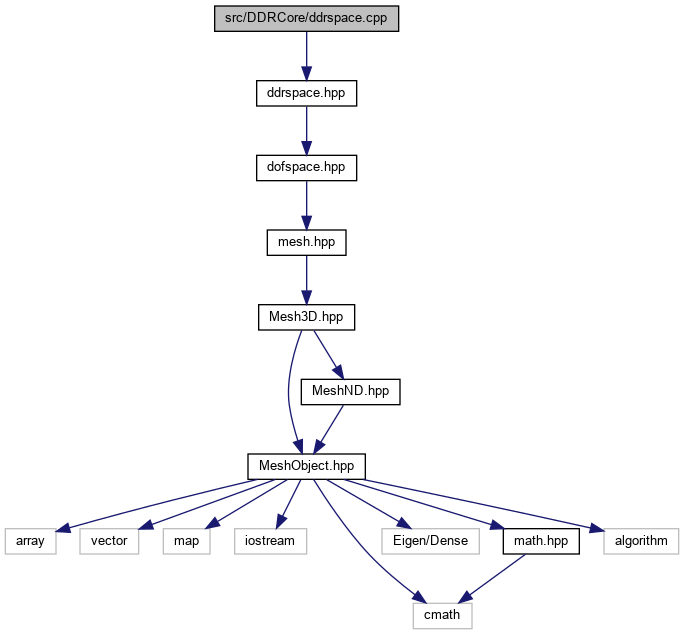 src/DDRCore/ddrspace.cpp
ddrspace.hpp
dofspace.hpp
mesh.hpp
Mesh3D.hpp
MeshND.hpp
MeshObject.hpp
array
vector
map
iostream
Eigen/Dense
math.hpp
algorithm
cmath